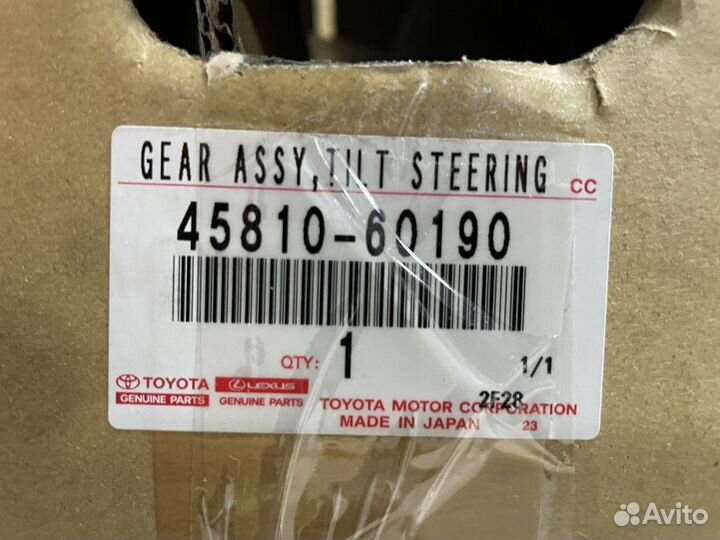 GEAR ASSY,TILT STEERING CC
45810-60190
QTY: 1 1/1
TOYOTA LEXUS
GENUINE PARTS GENUINE PARTS
TOYOTA MOTOR CORPORATION
2F28
MADE IN JAPAN 23
Avito